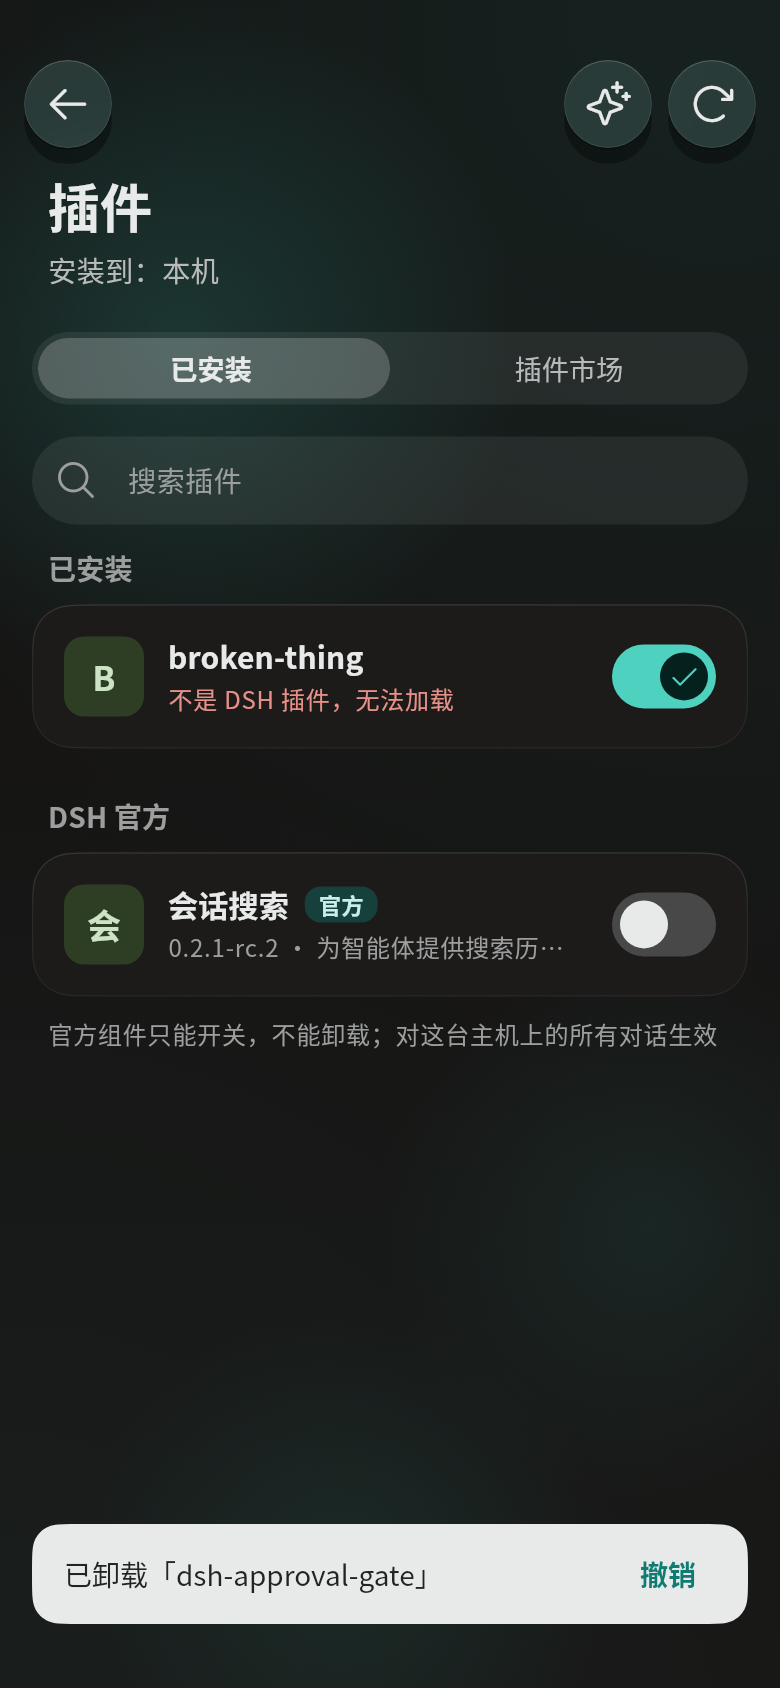 插件
安装到：本机
已安装
插件市场
搜索插件
已安装
B
broken-thing
不是 DSH 插件，无法加载
DSH 官方
会
会话搜索 官方
0.2.1-rc.2 · 为智能体提供搜索历…
官方组件只能开关，不能卸载；对这台主机上的所有对话生效
已卸载「dsh-approval-gate」 撤销